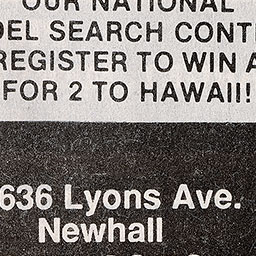 OUR NATIONAL
DEL SEARCH CONT
REGISTER TO WIN A
FOR 2 TO HAWAII!
636 Lyons Ave.
Newhall